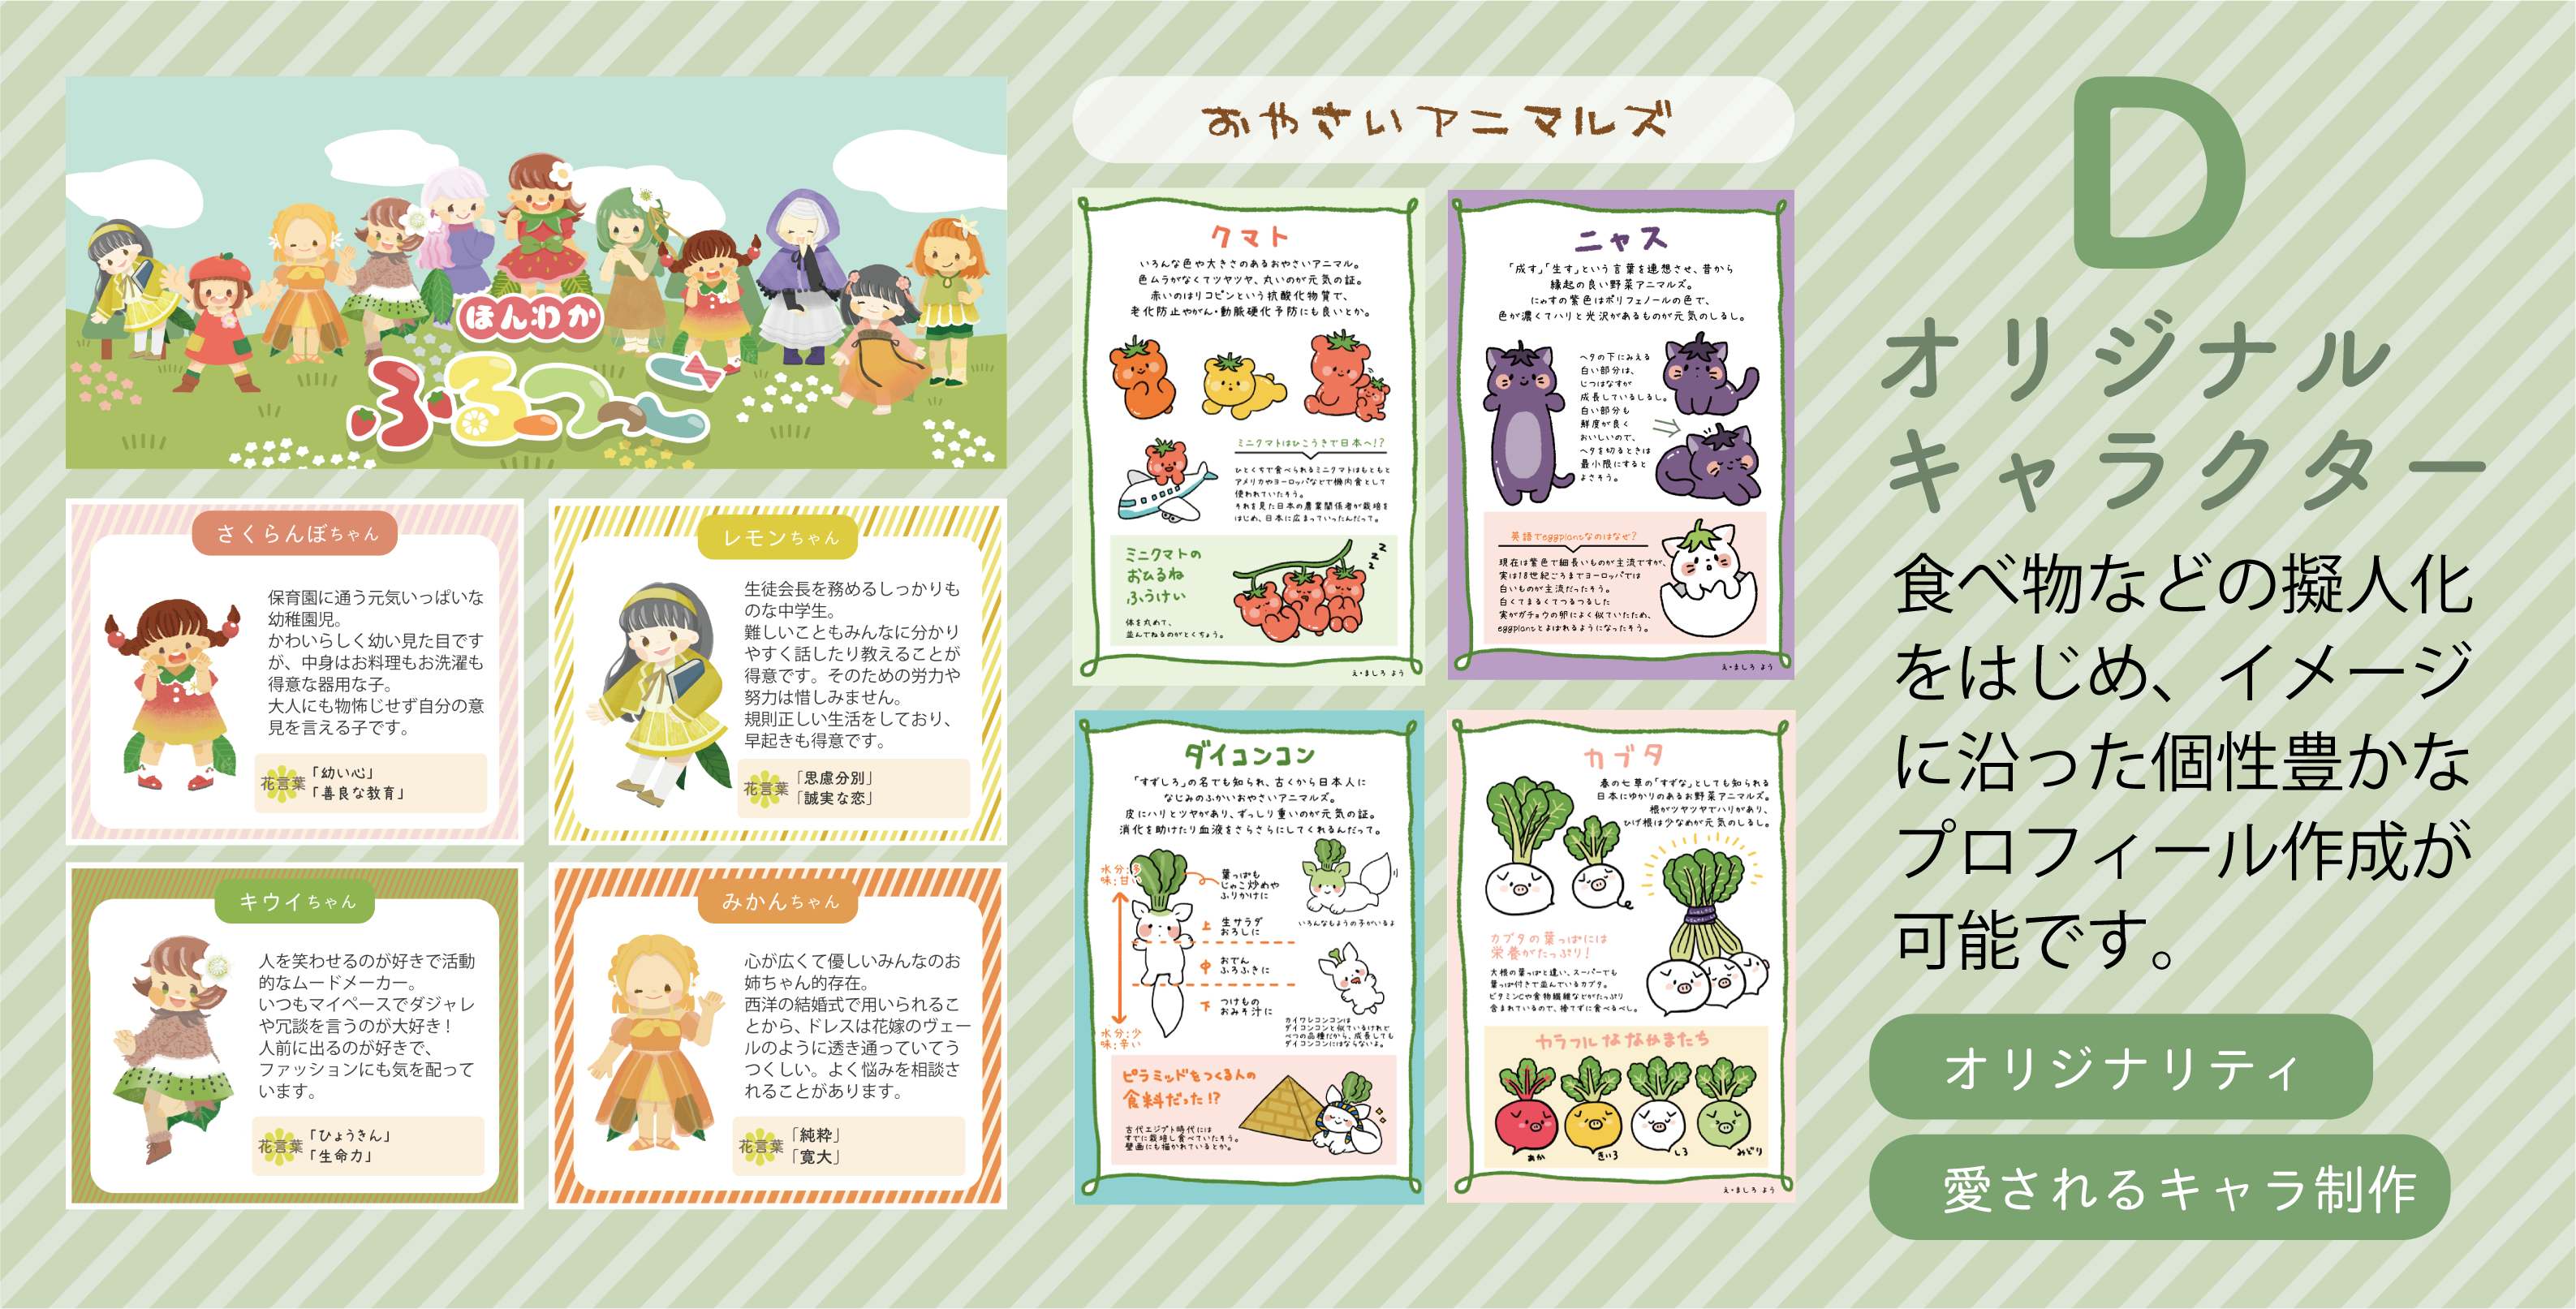 ほんわか
ふるーつ
さくらんぼちゃん
保育園に通う元気いっぱいな
幼稚園児。
かわいらしく幼い見た目です
が、中身はお料理もお洗濯も
得意な器用な子。
大人にも物怖じせず自分の意
見を言える子です。
花言葉
「幼い心」
「善良な教育」
レモンちゃん
生徒会長を務めるしっかりも
のな中学生。
難しいこともみんなに分かり
やすく話したり教えることが
得意です。そのための労力や
努力は惜しみません。
規則正しい生活をしており、
早起きも得意です。
花言葉
「思慮分別」
「誠実な恋」
キウイちゃん
人を笑わせるのが好きで活動
的なムードメーカー。
いつもマイペースでダジャレ
や冗談を言うのが大好き！
人前に出るのが好きで、
ファッションにも気を配って
います。
花言葉
「ひょうきん」
「生命力」
みかんちゃん
心が広くて優しいみんなのお
姉ちゃん的存在。
西洋の結婚式で用いられるこ
とから、ドレスは花嫁のヴェー
ルのように透き通っていてう
つくしい。よく悩みを相談さ
れることがあります。
花言葉
「純粋」
「寛大」
おやさいアニマルズ
クマト
いろんな色や大きさのあるおやさいアニマル。
色ムラがなくてツヤツヤ、丸いのが元気の証。
赤いのはリコピンという抗酸化物質で、
老化防止やがん・動脈硬化予防にも良いとか。
ミニクマトはひこうきで日本へ!?
ひとくちで食べられるミニクマトはもともと
アメリカやヨーロッパなどで機内食として
使われていたそう。
それを見た日本の農業関係者が栽培を
はじめ、日本に広まっていったんだって。
ミニクマトの
おひるね
ふうけい
体を丸めて、
並んでねるのがとくちょう。
zzz
え・ましろ よう
ニャス
「成す」「生す」という言葉を連想させ、昔から
縁起の良い野菜アニマルズ。
にゃすの紫色はポリフェノールの色で、
色が濃くてハリと光沢があるものが元気のしるし。
ヘタの下にみえる
白い部分は、
じつはなすが
成長しているしるし。
白い部分も
鮮度が良く
おいしいので、
ヘタを切るときは
最小限にすると
よさそう。
英語でeggplantなのはなぜ?
現在は紫色で細長いものが主流ですが、
実は18世紀ごろまでヨーロッパでは
白いものが主流だったそう。
白くてまるくてつるつるした
実がガチョウの卵によく似ていたため、
eggplantとよばれるようになったそう。
え・ましろ よう
ダイコンコン
「すずしろ」の名でも知られ、古くから日本人に
なじみのふかいおやさいアニマルズ。
皮にハリとツヤがあり、ずっしり重いのが元気の証。
消化を助けたり血液をさらさらにしてくれるんだって。
水分:多
味:甘い
葉っぱも
じゃこ炒めや
ふりかけに
上 生サラダ
おろしに
中 おでん
ふろふきに
下 つけもの
おみそ汁に
水分:少
味:辛い
いろんなもようの子がいるよ
カイワレコンコンは
ダイコンコンと似ているけれど
べつの品種だから、成長しても
ダイコンコンにはならないよ。
ピラミッドをつくる人の
食料だった!?
古代エジプト時代には
すでに栽培し食べていたそう。
壁画にも描かれているとか。
カブタ
春の七草の「すずな」としても知られる
日本にゆかりのあるお野菜アニマルズ。
根がツヤツヤでハリがあり、
ひげ根は少なめが元気のしるし。
カブタの葉っぱには
栄養がたっぷり!
大根の葉っぱと違い、スーパーでも
葉っぱ付きで並んでいるカブタ。
ビタミンCや食物繊維などがたっぷり
含まれているので、捨てずに食べるべし。
カラフルな なかまたち
あか
きいろ
しろ
みどり
え・ましろ よう
D
オリジナル
キャラクター
食べ物などの擬人化
をはじめ、イメージ
に沿った個性豊かな
プロフィール作成が
可能です。
オリジナリティ
愛されるキャラ制作